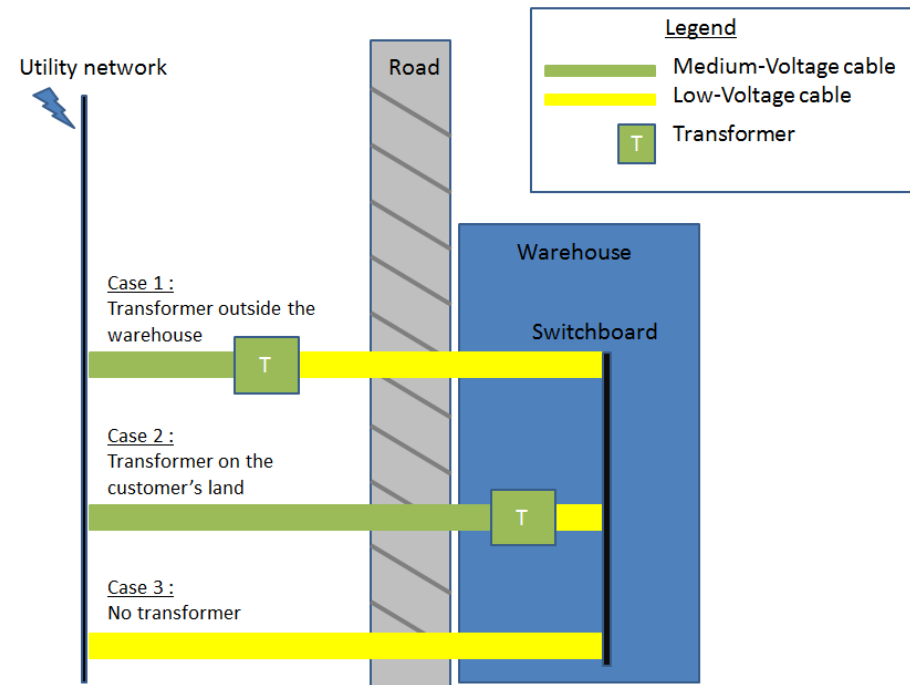 Legend
Medium-Voltage cable
Low-Voltage cable
T
Transformer
Utility network
Road
Warehouse
Switchboard
Case 1 :
Transformer outside the
warehouse
T
Case 2 :
Transformer on the
customer’s land
T
Case 3 :
No transformer